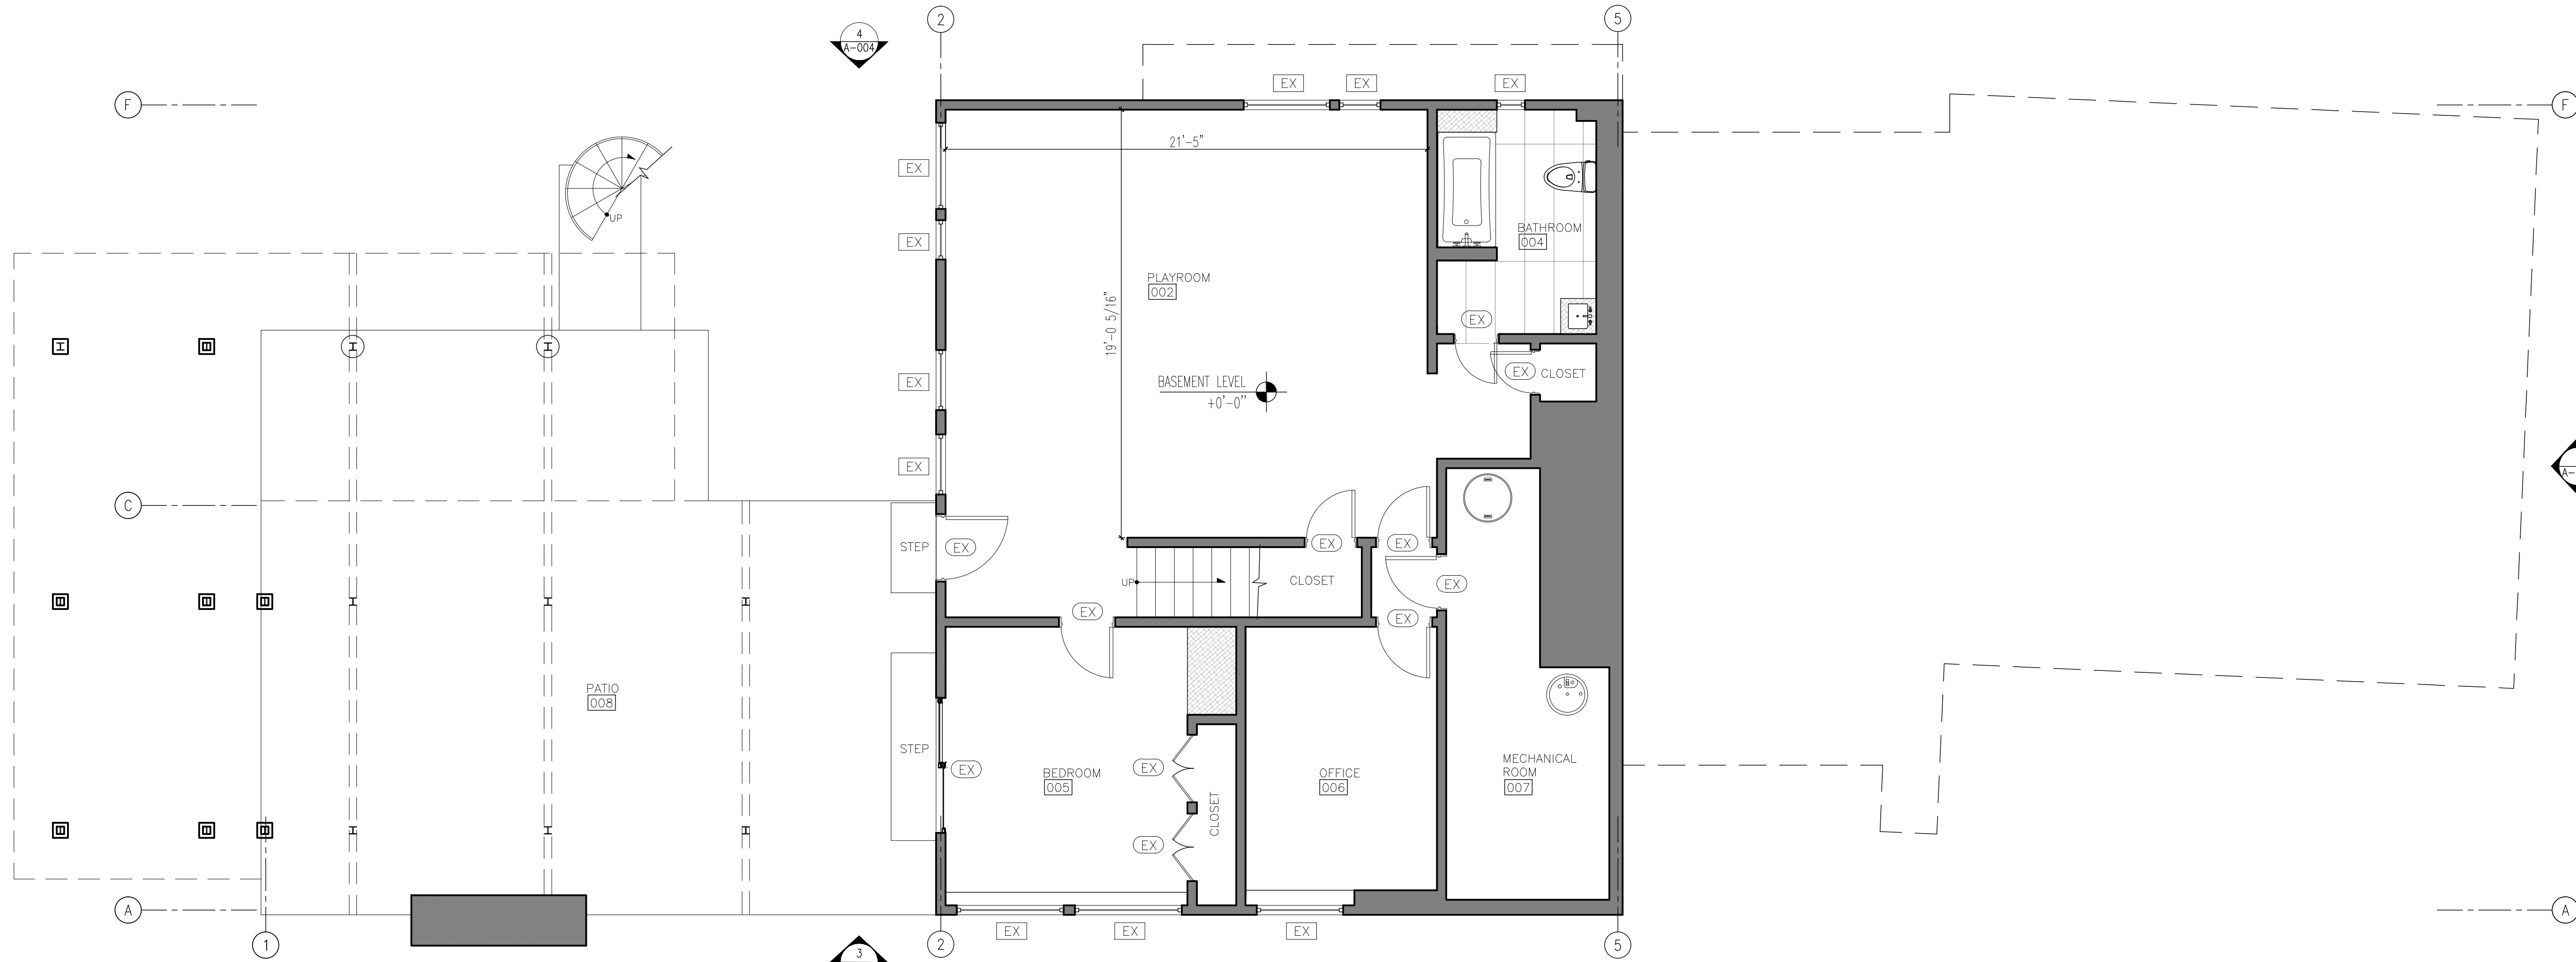 2
5
4
A-004
F
F
EX
EX
EX
21'-5"
EX
UP
BATHROOM
004
EX
PLAYROOM
002
19'-0 5/16"
EX
EX
EX
CLOSET
BASEMENT LEVEL
+0'-0"
EX
A-
C
STEP
EX
EX
EX
UP
CLOSET
EX
EX
EX
PATIO
008
STEP
EX
BEDROOM
005
EX
EX
CLOSET
OFFICE
006
MECHANICAL
ROOM
007
A
A
EX
EX
EX
1
2
5
3